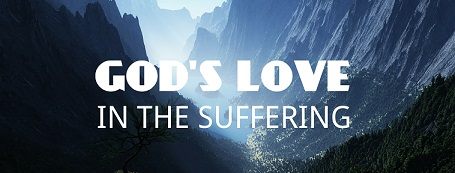 GOD'S LOVE
IN THE SUFFERING